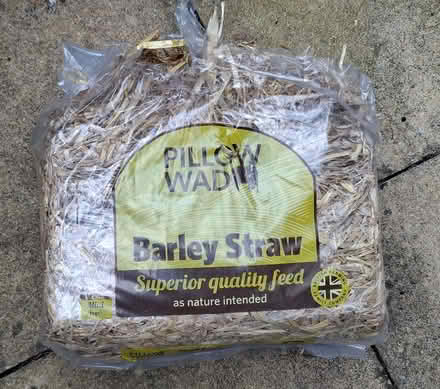 PILLOW
WAD
Barley Straw
Superior quality feed
as nature intended